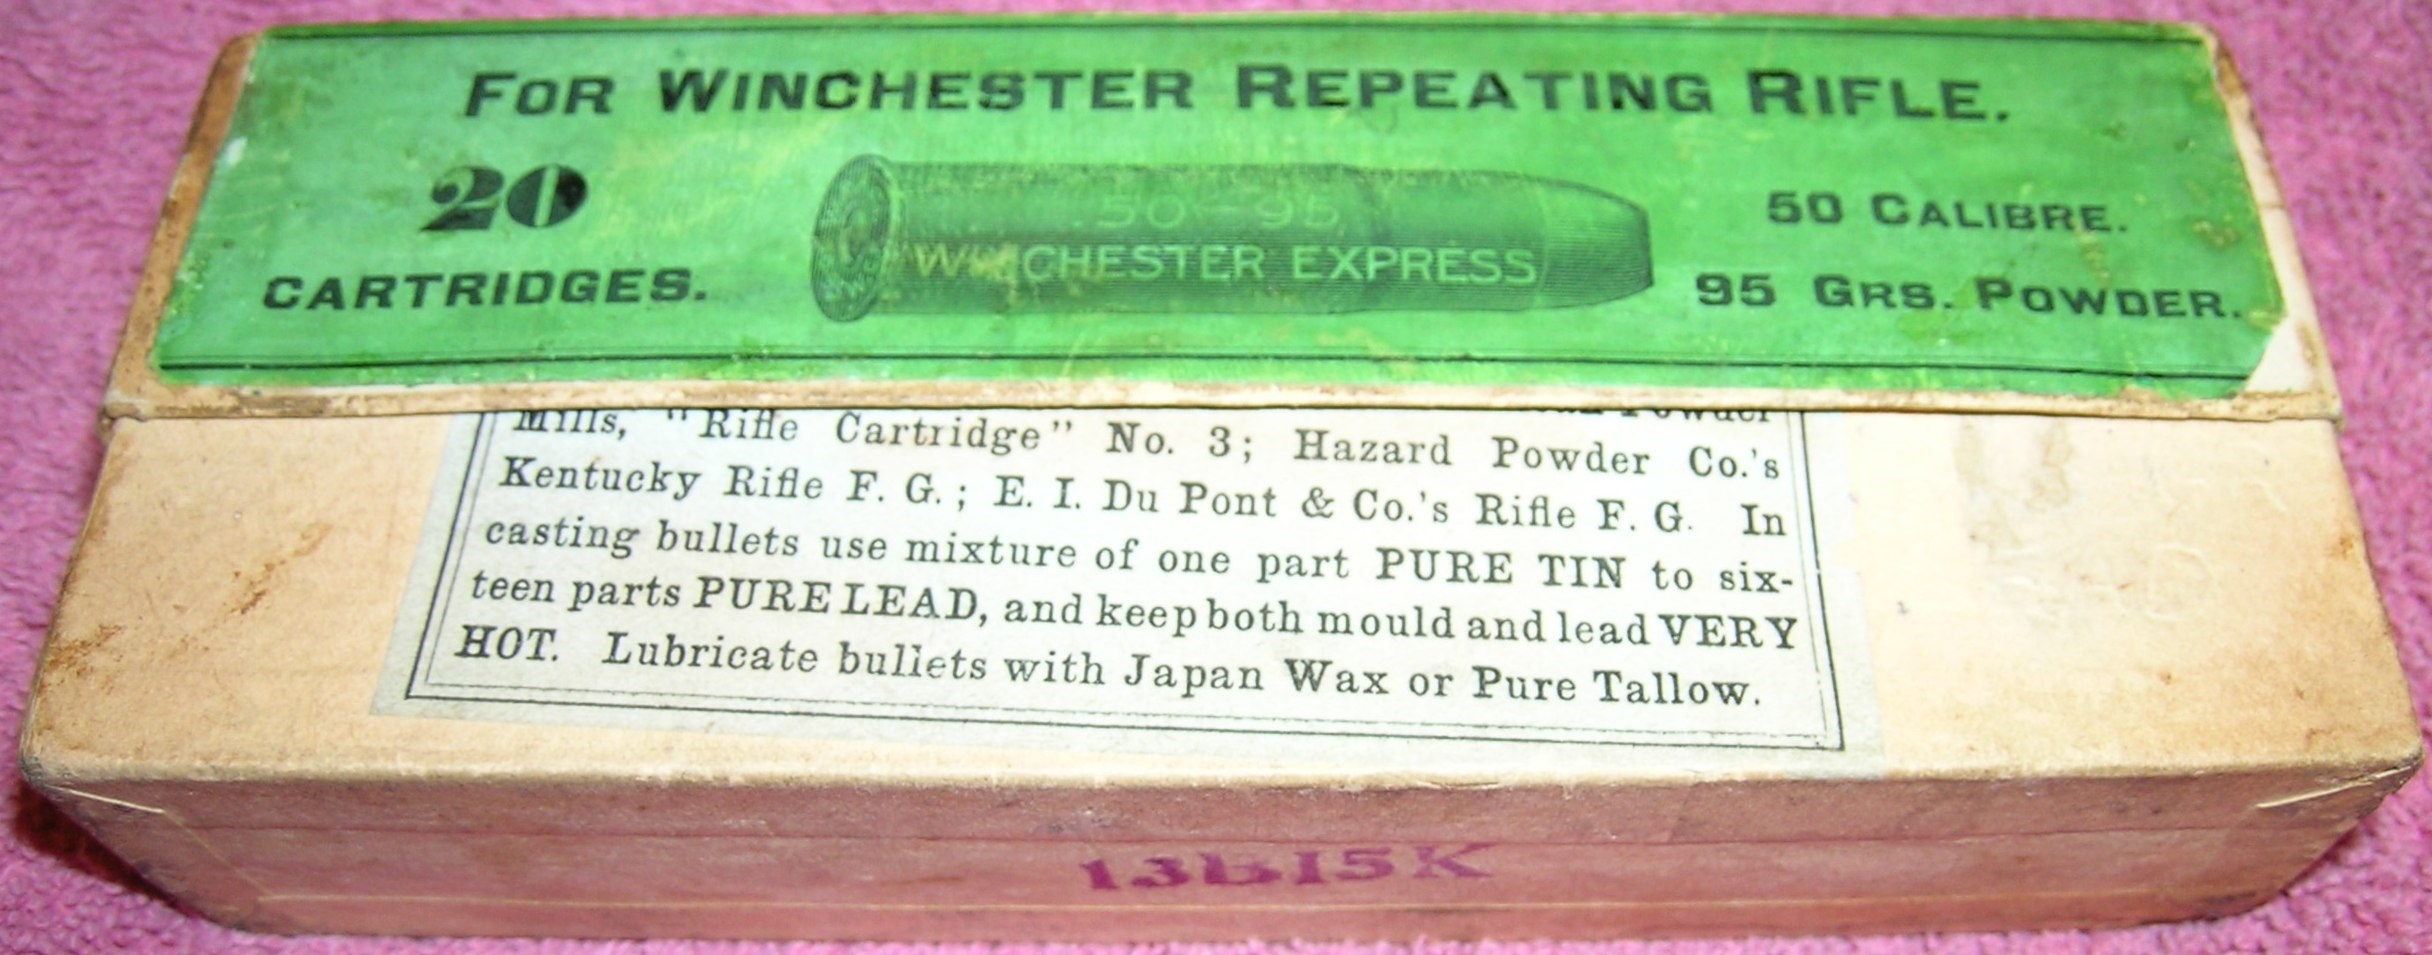 FOR WINCHESTER REPEATING RIFLE.
20
CARTRIDGES.
50-95
WINCHESTER EXPRESS
50 CALIBRE.
95 GRS. POWDER.
Powder
Mills, "Rifle Cartridge" No. 3; Hazard Powder Co.'s
Kentucky Rifle F. G.; E. I. Du Pont & Co.'s Rifle F. G. In
casting bullets use mixture of one part PURE TIN to six-
teen parts PURE LEAD, and keep both mould and lead VERY
HOT. Lubricate bullets with Japan Wax or Pure Tallow.